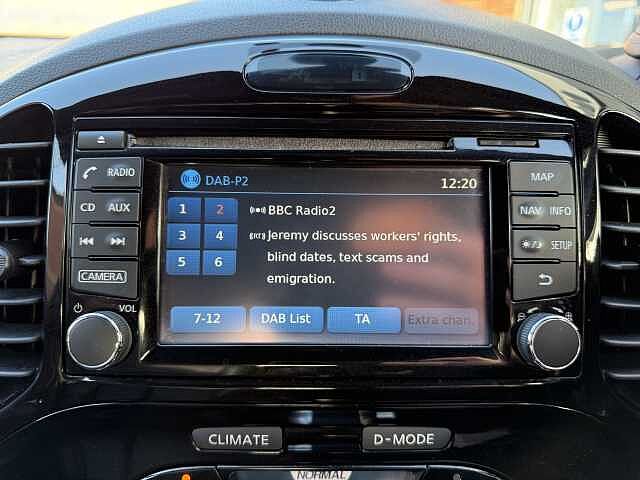 DAB-P2 12:20
1 2 BBC Radio2
3 4 Jeremy discusses workers' rights,
blind dates, text scams and
5 6 emigration.
7-12 DAB List TA Extra chan.
RADIO
CD AUX
CAMERA
VOL
MAP
NAV INFO
SETUP
CLIMATE D-MODE
NORMAL